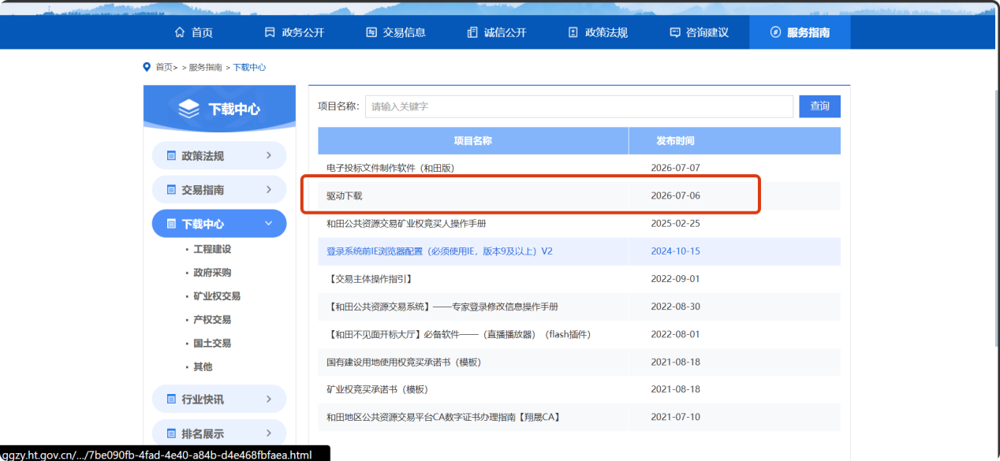 首页 政务公开 交易信息 诚信公开 政策法规 咨询建议 服务指南
首页> > 服务指南 > 下载中心
下载中心
政策法规
交易指南
下载中心
· 工程建设
· 政府采购
· 矿业权交易
· 产权交易
· 国土交易
· 其他
行业快讯
排名展示
项目名称: 请输入关键字 查询
项目名称 发布时间
电子投标文件制作软件（和田版） 2026-07-07
驱动下载 2026-07-06
和田公共资源交易矿业权竞买人操作手册 2025-02-25
登录系统前IE浏览器配置（必须使用IE，版本9及以上）V2 2024-10-15
【交易主体操作指引】 2022-09-01
【和田公共资源交易系统】——专家登录修改信息操作手册 2022-08-30
【和田不见面开标大厅】必备软件——（直播播放器）（flash插件） 2022-08-01
国有建设用地使用权竞买承诺书（模板） 2021-08-18
矿业权竞买承诺书（模板） 2021-08-18
和田地区公共资源交易平台CA数字证书办理指南【翔晟CA】 2021-07-10
ggzy.ht.gov.cn/.../7be090fb-4fad-4e40-a84b-d4e468fbfaea.html